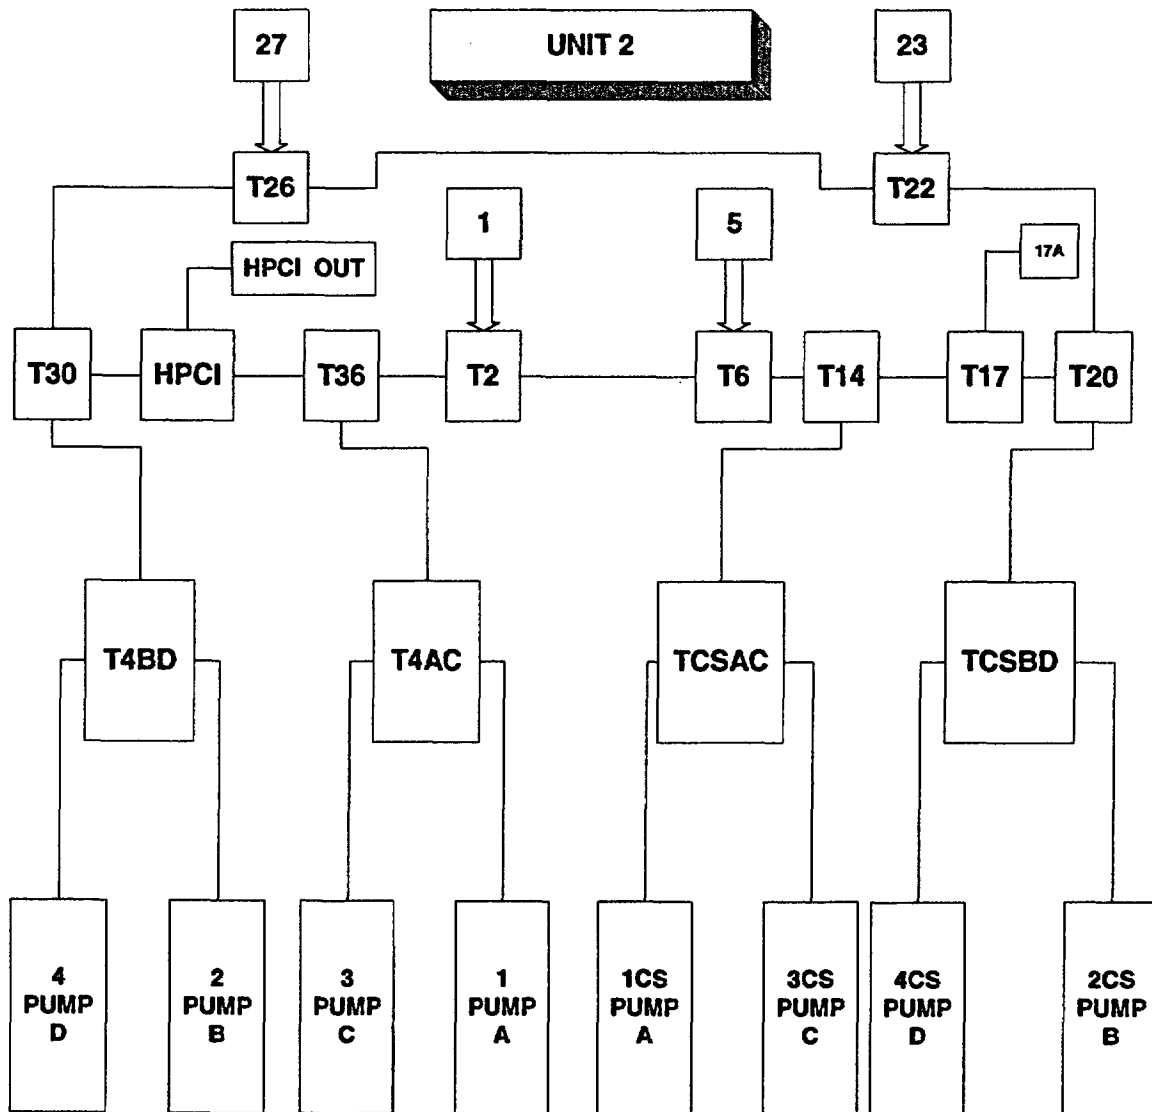 27
UNIT 2
23
T26
T22
1
5
17A
HPCI OUT
T30
HPCI
T36
T2
T6
T14
T17
T20
T4BD
T4AC
TCSAC
TCSBD
4
PUMP
D
2
PUMP
B
3
PUMP
C
1
PUMP
A
1CS
PUMP
A
3CS
PUMP
C
4CS
PUMP
D
2CS
PUMP
B